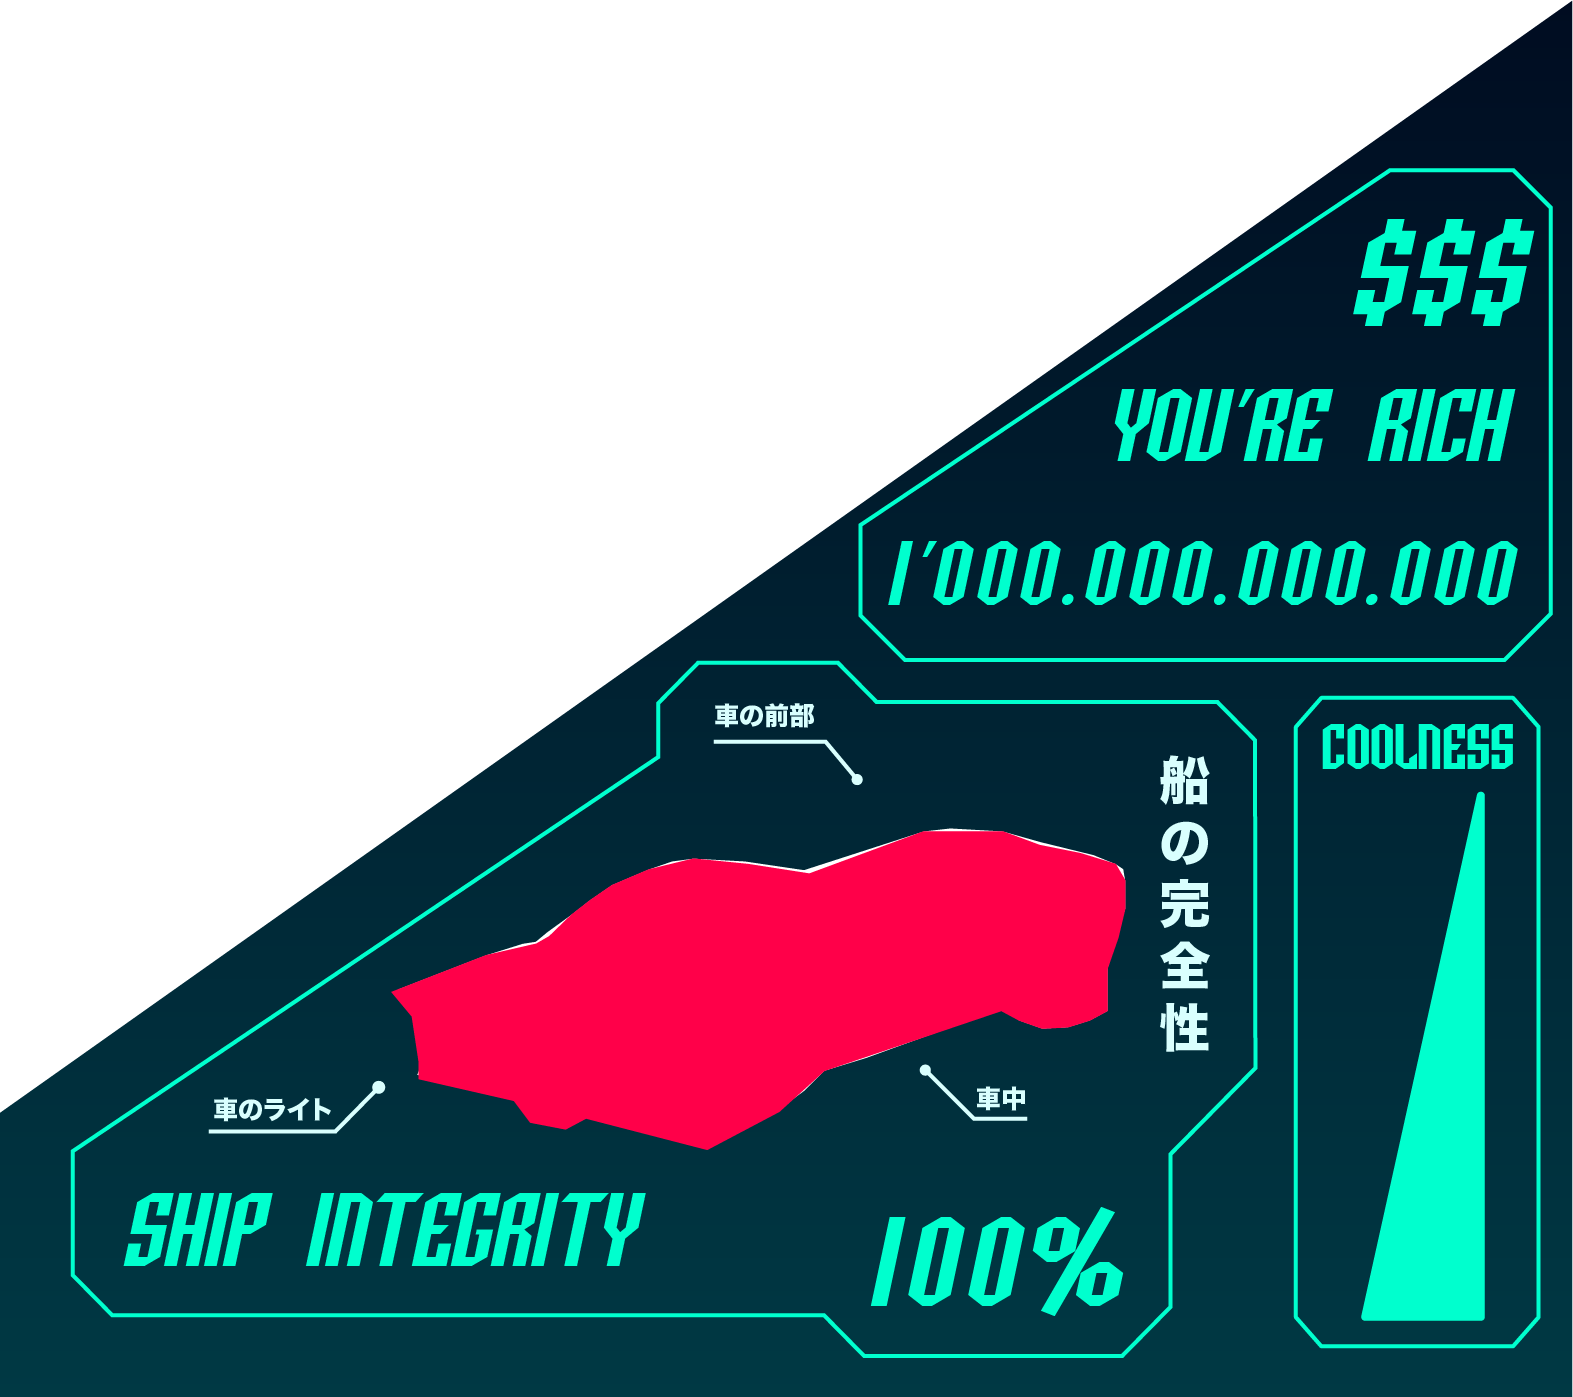 $$$
YOU'RE RICH
1'000.000.000.000
車の前部
船の完全性
COOLNESS
車のライト
車中
SHIP INTEGRITY
100%